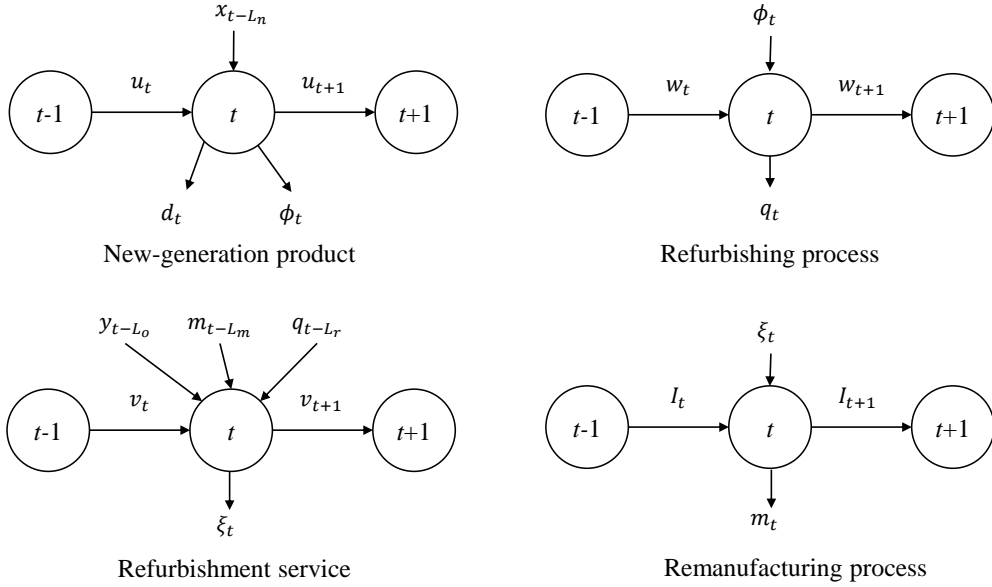 x_{t-L_n}
u_t
u_{t+1}
t-1
t
t+1
d_t
ϕ_t
New-generation product
ϕ_t
w_t
w_{t+1}
t-1
t
t+1
q_t
Refurbishing process
y_{t-L_o}
m_{t-L_m}
q_{t-L_r}
v_t
v_{t+1}
t-1
t
t+1
ξ_t
Refurbishment service
ξ_t
I_t
I_{t+1}
t-1
t
t+1
m_t
Remanufacturing process